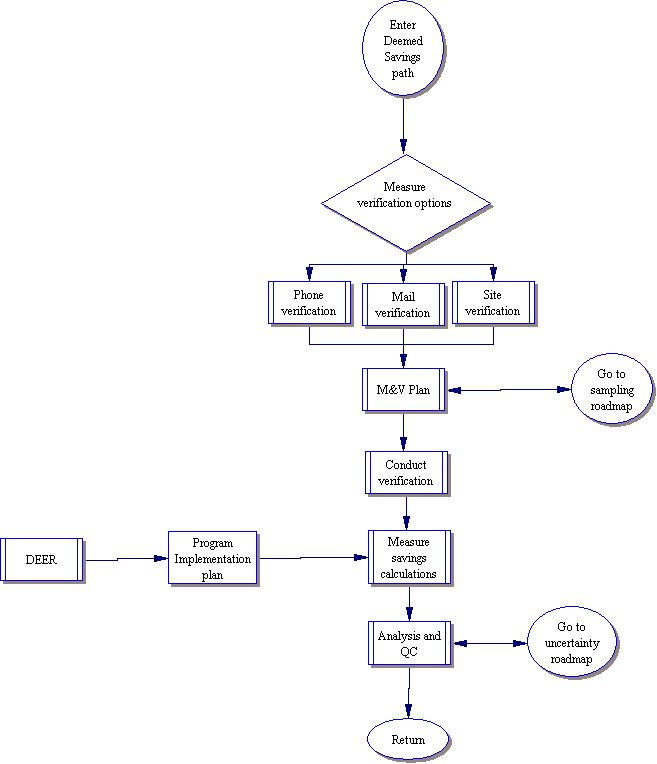 Enter
Deemed
Savings
path
Measure
verification options
Phone
verification
Mail
verification
Site
verification
M&V Plan
Go to
sampling
roadmap
Conduct
verification
DEER
Program
Implementation
plan
Measure
savings
calculations
Analysis and
QC
Go to
uncertainty
roadmap
Return